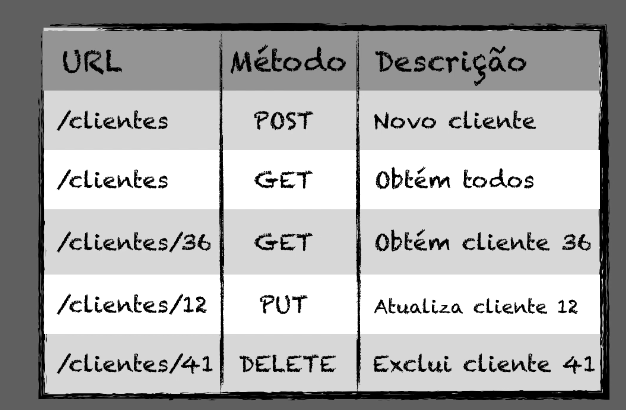 URL Método Descrição
/clientes POST Novo cliente
/clientes GET Obtém todos
/clientes/36 GET Obtém cliente 36
/clientes/12 PUT Atualiza cliente 12
/clientes/41 DELETE Exclui cliente 41